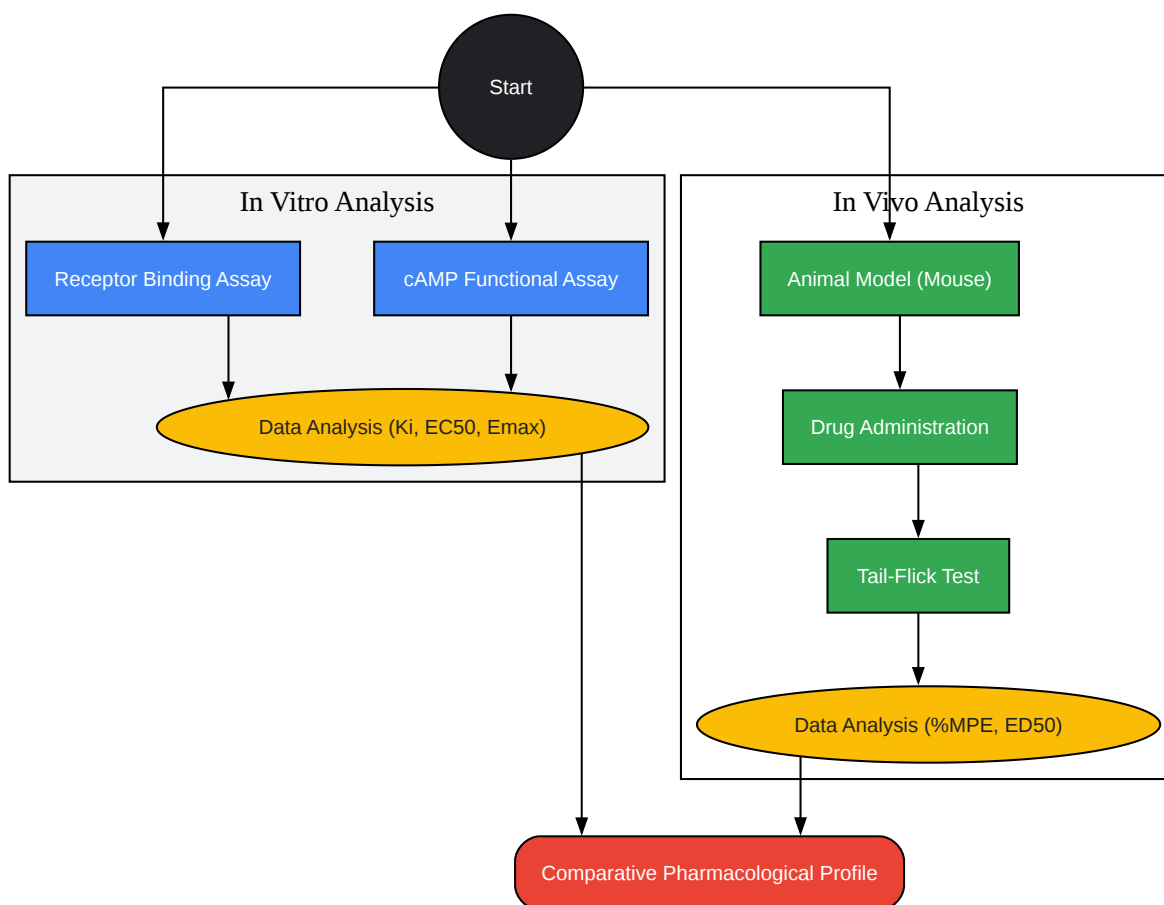 Start
In Vitro Analysis
In Vivo Analysis
Receptor Binding Assay
cAMP Functional Assay
Animal Model (Mouse)
Data Analysis (Ki, EC50, Emax)
Drug Administration
Tail-Flick Test
Data Analysis (%MPE, ED50)
Comparative Pharmacological Profile